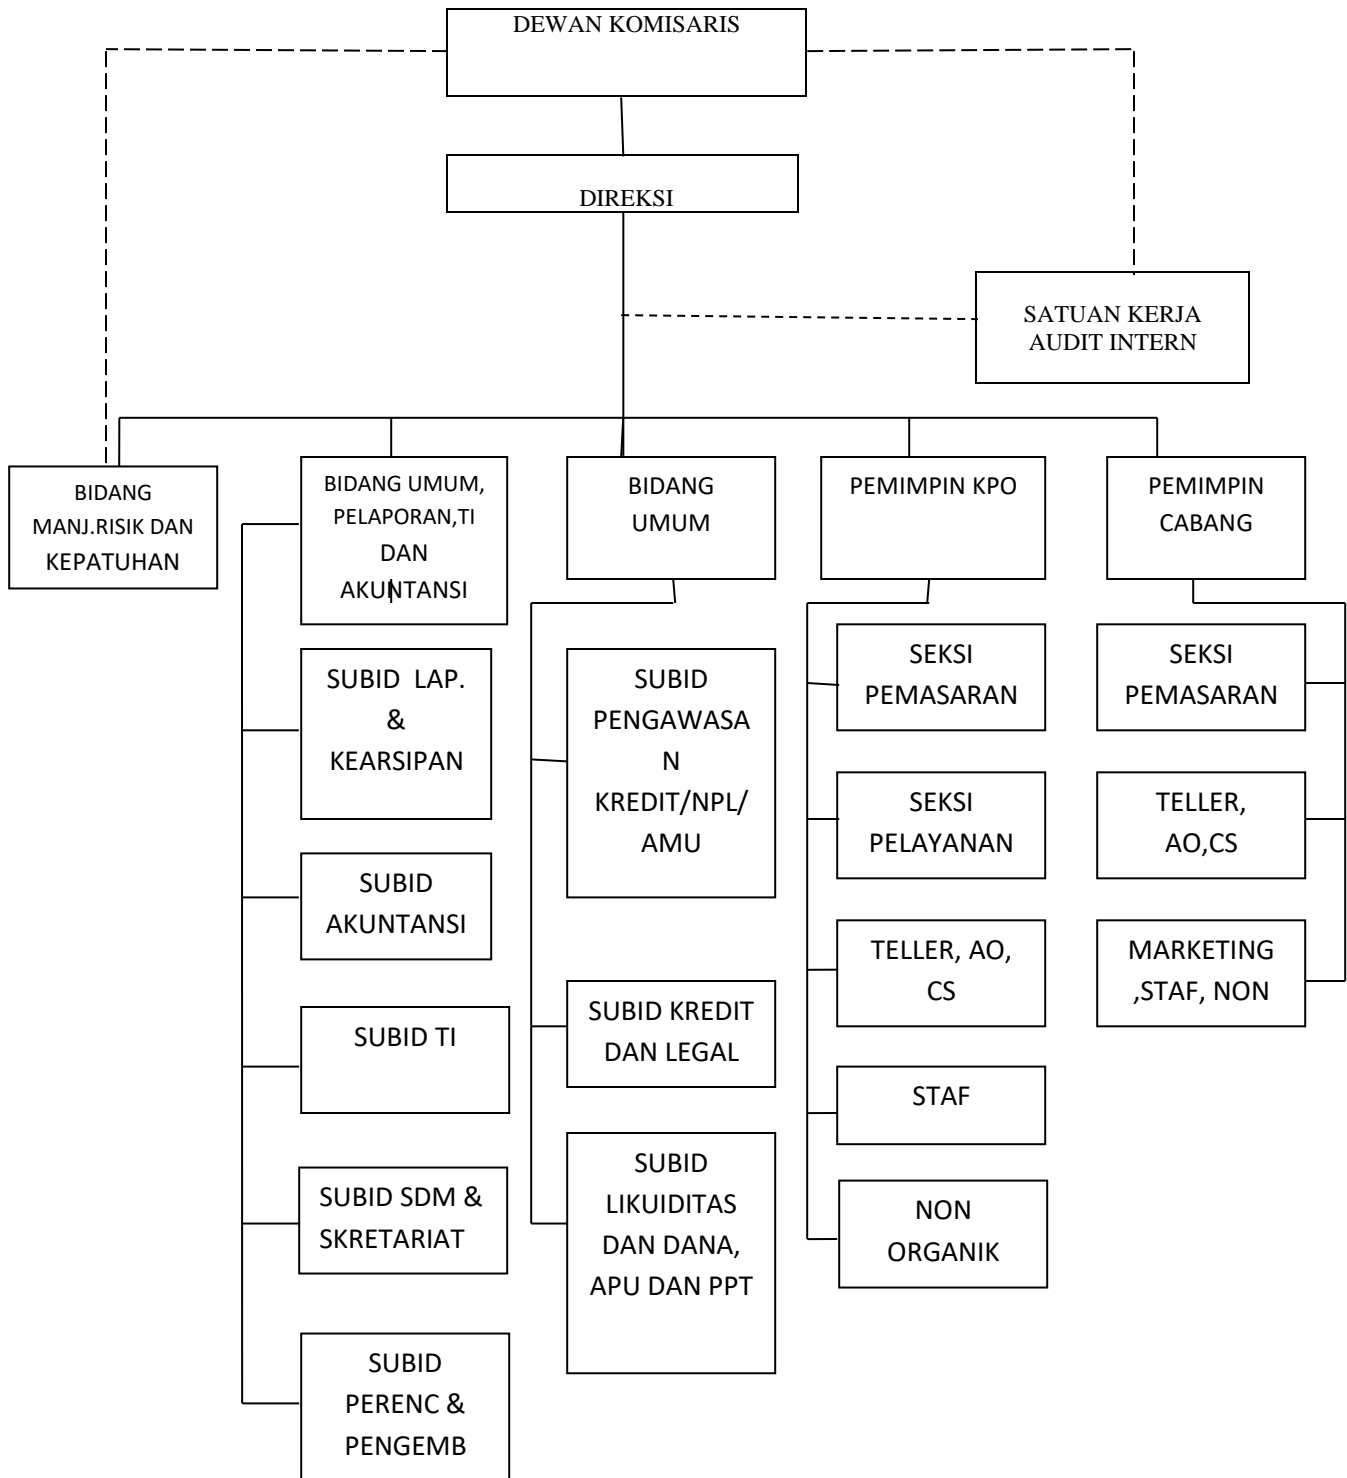 DEWAN KOMISARIS
DIREKSI
SATUAN KERJA
AUDIT INTERN
BIDANG
MANJ.RISIK DAN
KEPATUHAN
BIDANG UMUM,
PELAPORAN,TI
DAN
AKUNTANSI
BIDANG
UMUM
PEMIMPIN KPO
PEMIMPIN
CABANG
SUBID LAP.
&
KEARSIPAN
SUBID
AKUNTANSI
SUBID TI
SUBID SDM &
SKRETARIAT
SUBID
PERENC &
PENGEMB
SUBID
PENGAWASA
N
KREDIT/NPL/
AMU
SUBID KREDIT
DAN LEGAL
SUBID
LIKUIDITAS
DAN DANA,
APU DAN PPT
SEKSI
PEMASARAN
SEKSI
PELAYANAN
TELLER, AO,
CS
STAF
NON
ORGANIK
SEKSI
PEMASARAN
TELLER,
AO,CS
MARKETING
,STAF, NON